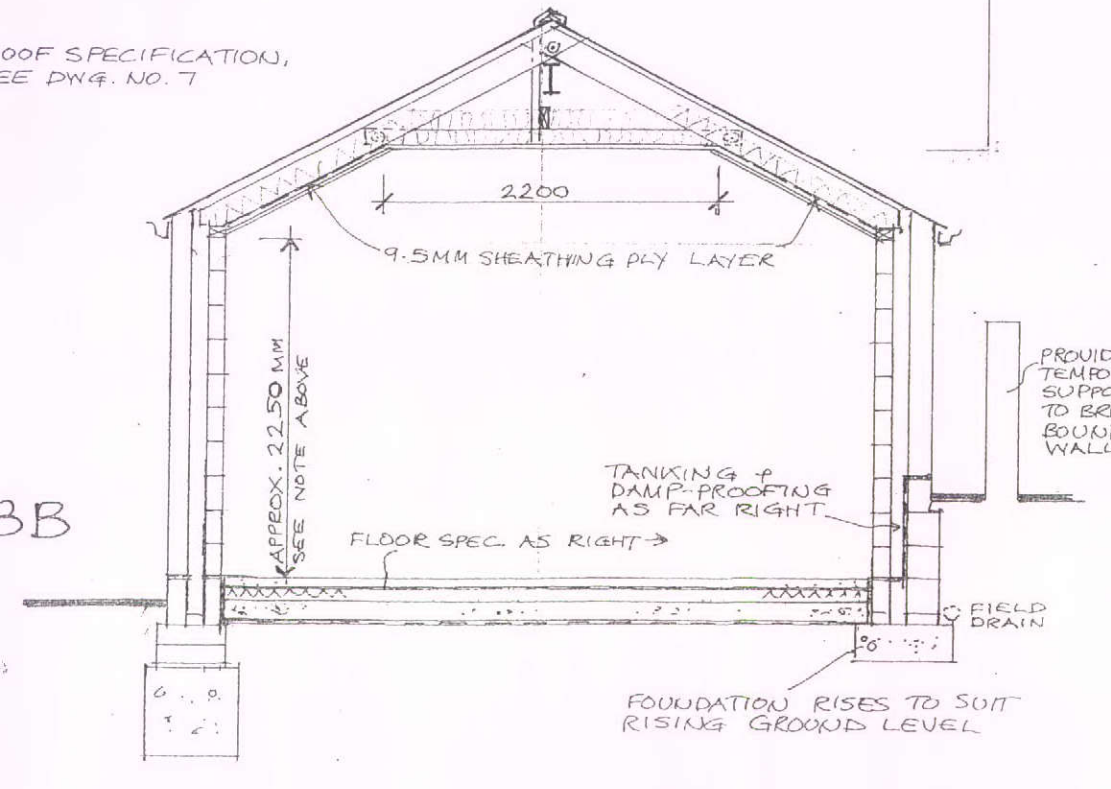 OOF SPECIFICATION,
EE DWG. NO. 7
2200
9.5MM SHEATHING PLY LAYER
APPROX. 2250 MM
SEE NOTE ABOVE
PROVID
TEMPO
SUPPO
TO BRI
BOUN
WALL
TANKING +
DAMP-PROOFING
AS FAR RIGHT
BB
FLOOR SPEC. AS RIGHT →
FIELD
DRAIN
FOUNDATION RISES TO SUIT
RISING GROUND LEVEL